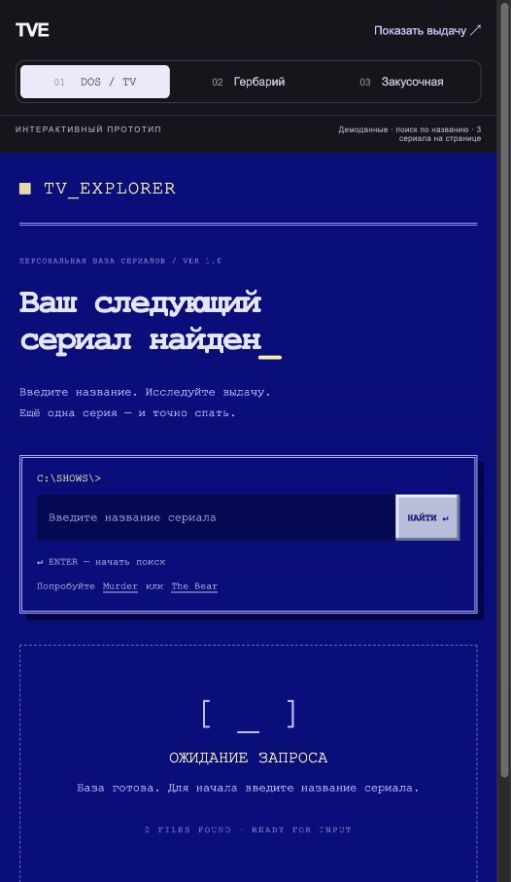 TVE
Показать выдачу ↗
01 DOS / TV
02 Гербарий
03 Закусочная
ИНТЕРАКТИВНЫЙ ПРОТОТИП
Демоданные · поиск по названию · 3
сериала на странице
TV_EXPLORER
ПЕРСОНАЛЬНАЯ БАЗА СЕРИАЛОВ / VER 1.0
Ваш следующий
сериал найден_
Введите название. Исследуйте выдачу.
Ещё одна серия — и точно спать.
C:\SHOWS\>
Введите название сериала
НАЙТИ ↵
↵ ENTER — начать поиск
Попробуйте Murder или The Bear
[ _ ]
ОЖИДАНИЕ ЗАПРОСА
База готова. Для начала введите название сериала.
0 FILES FOUND · READY FOR INPUT